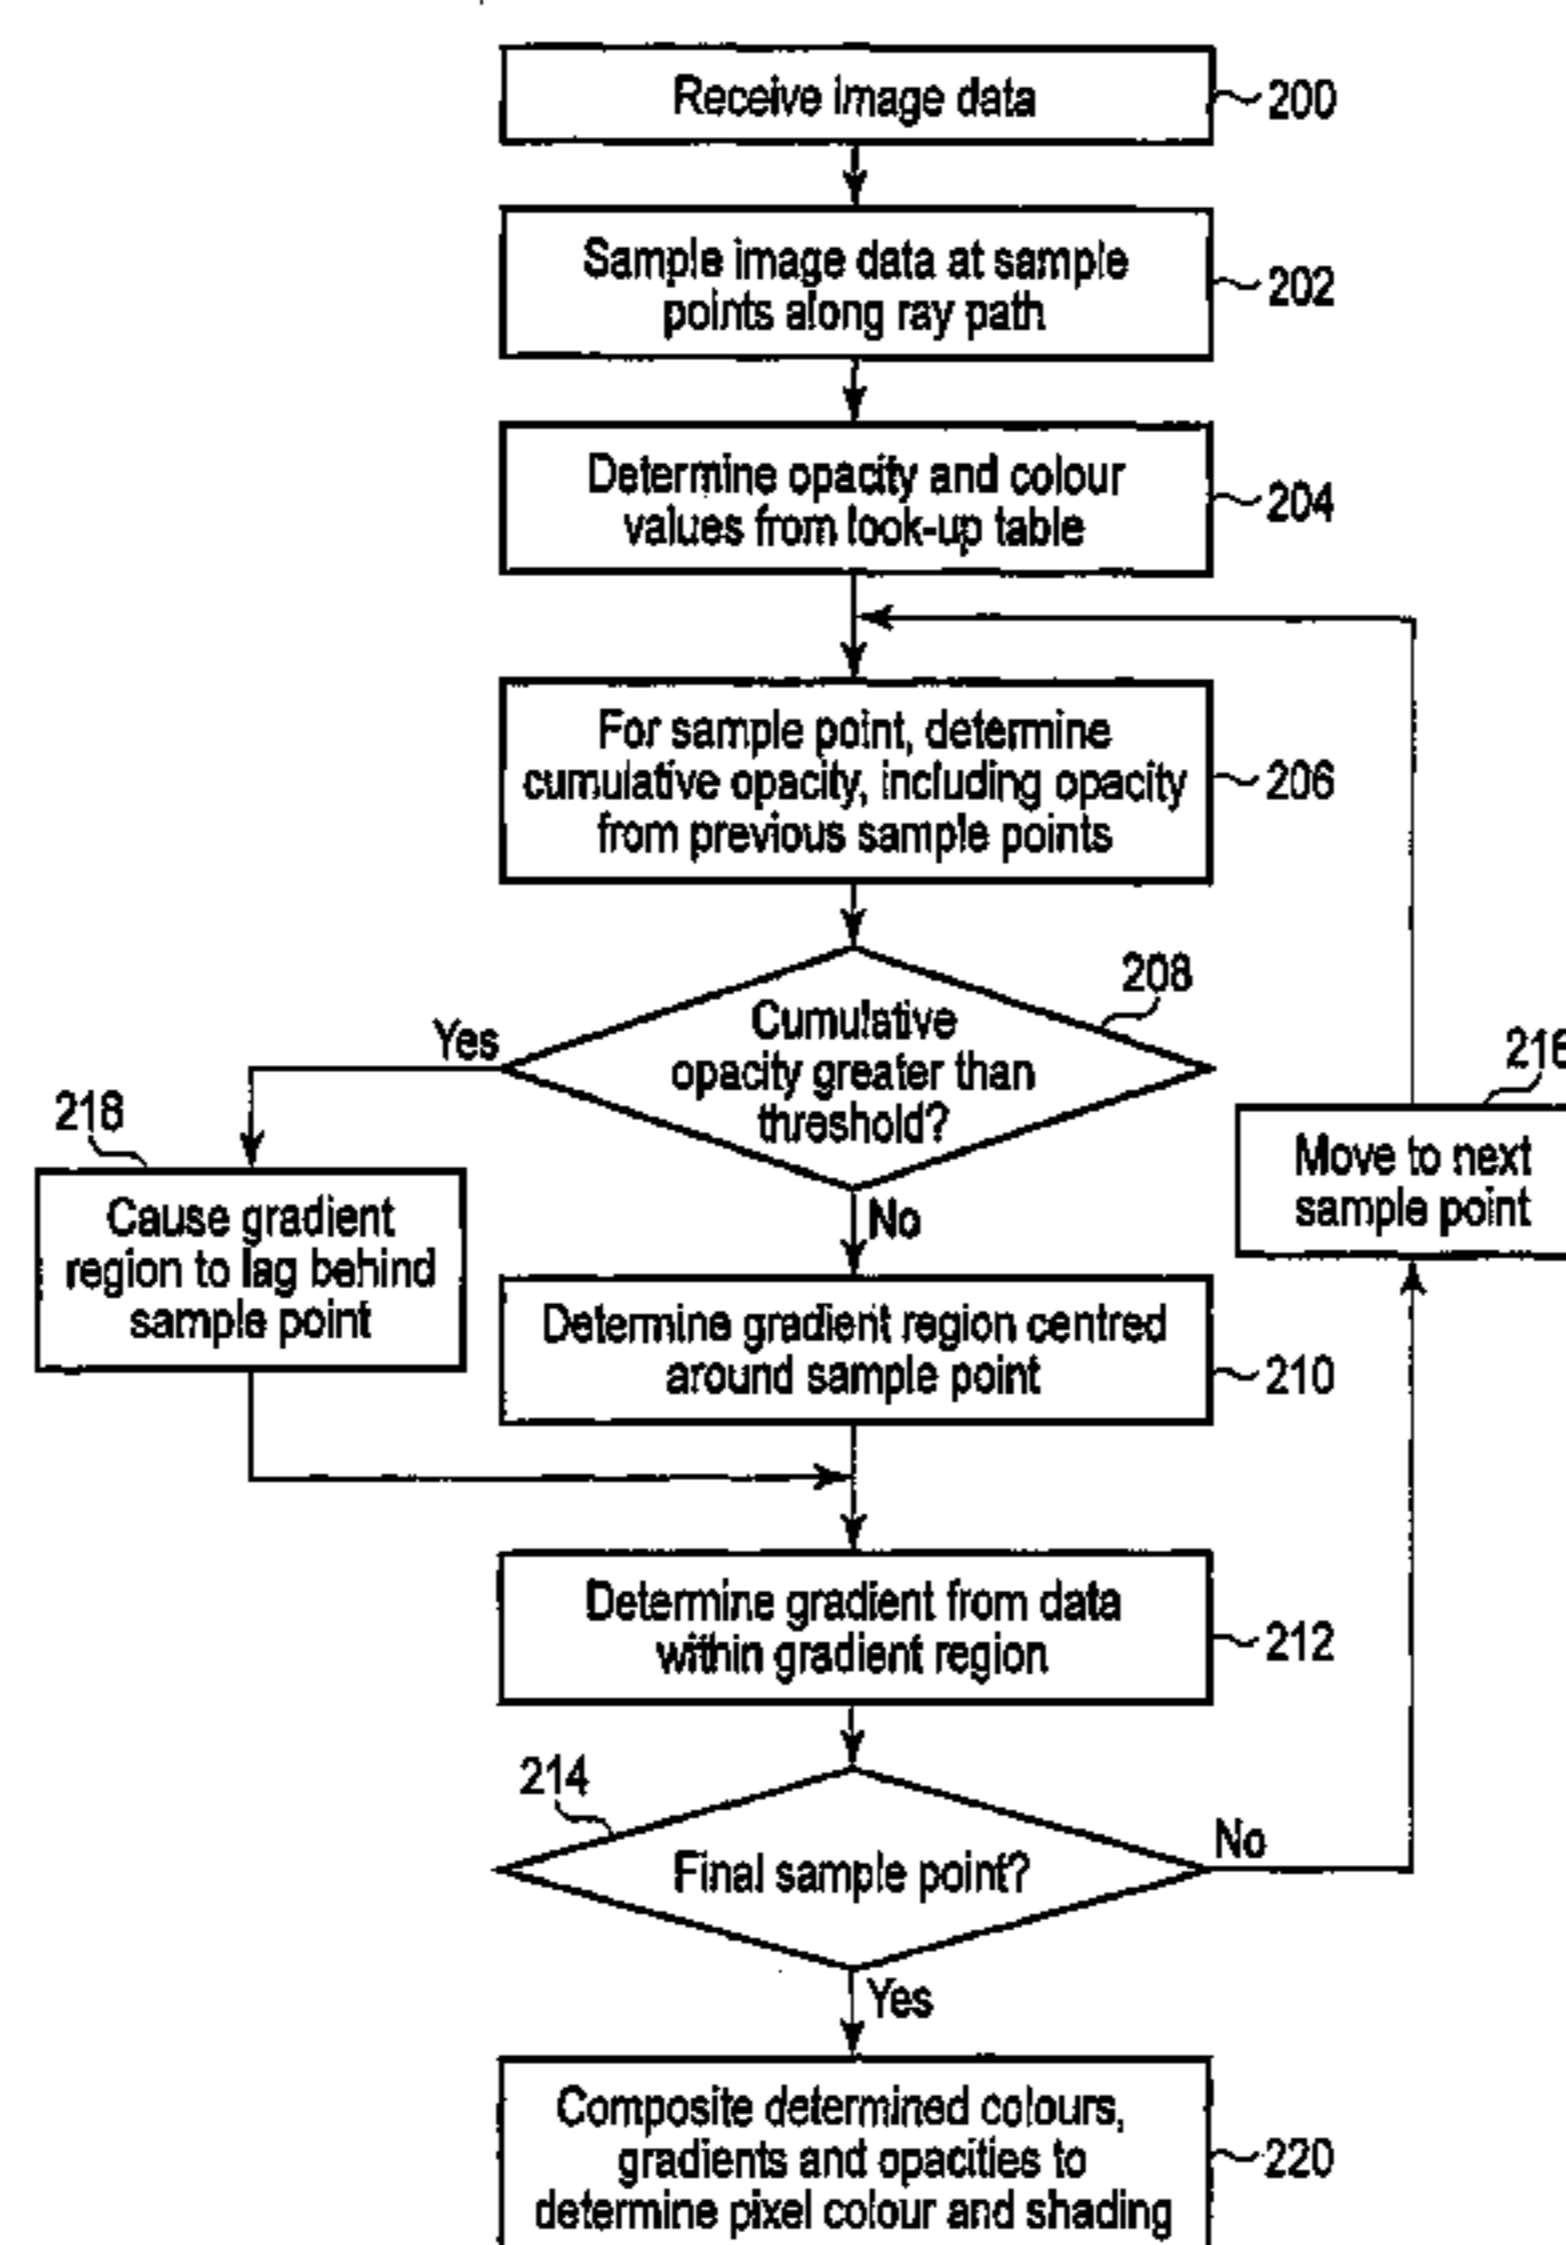 Receive image data
200
Sample image data at sample
points along ray path
202
Determine opacity and colour
values from look-up table
204
For sample point, determine
cumulative opacity, including opacity
from previous sample points
206
208
Cumulative
opacity greater than
threshold?
Yes
No
218
Cause gradient
region to lag behind
sample point
216
Move to next
sample point
Determine gradient region centred
around sample point
210
Determine gradient from data
within gradient region
212
214
Final sample point?
No
Yes
Composite determined colours,
gradients and opacities to
determine pixel colour and shading
220